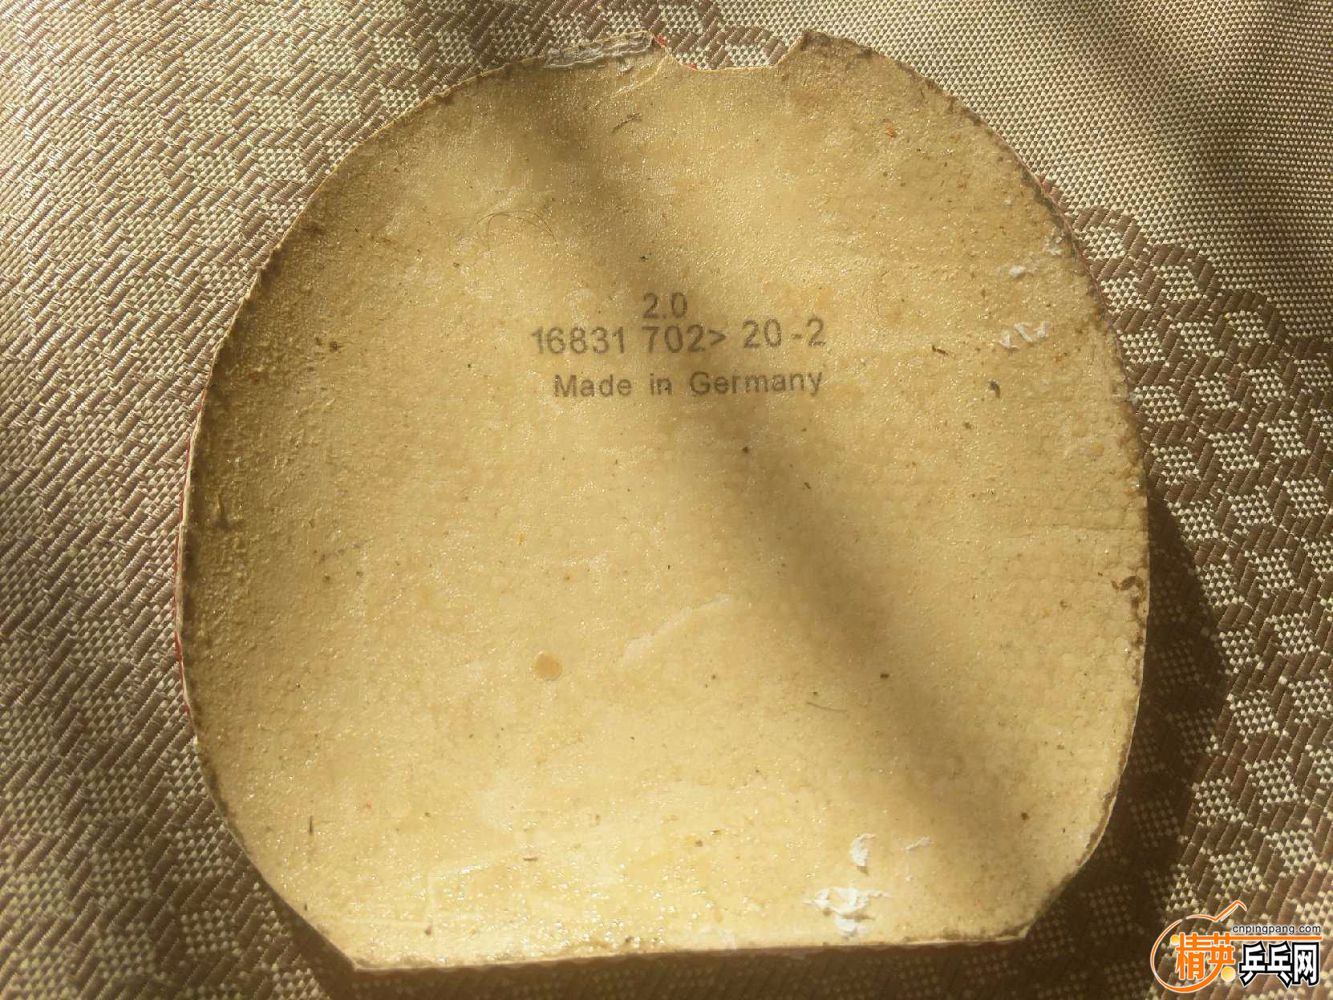 2.0
16831 702> 20-2
Made in Germany
cnpingpang.com
精英乒乓网